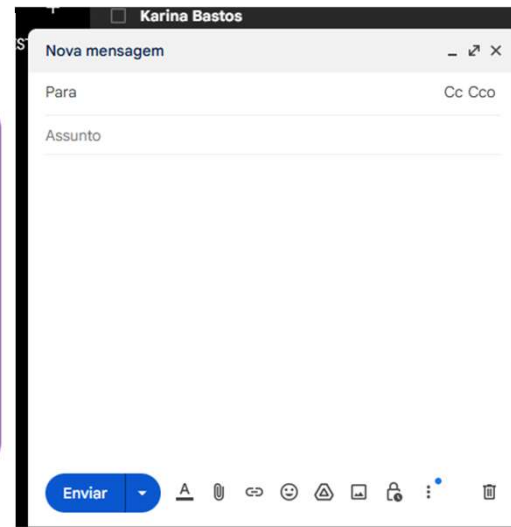 Karina Bastos
Nova mensagem
Para Cc Cco
Assunto
Enviar